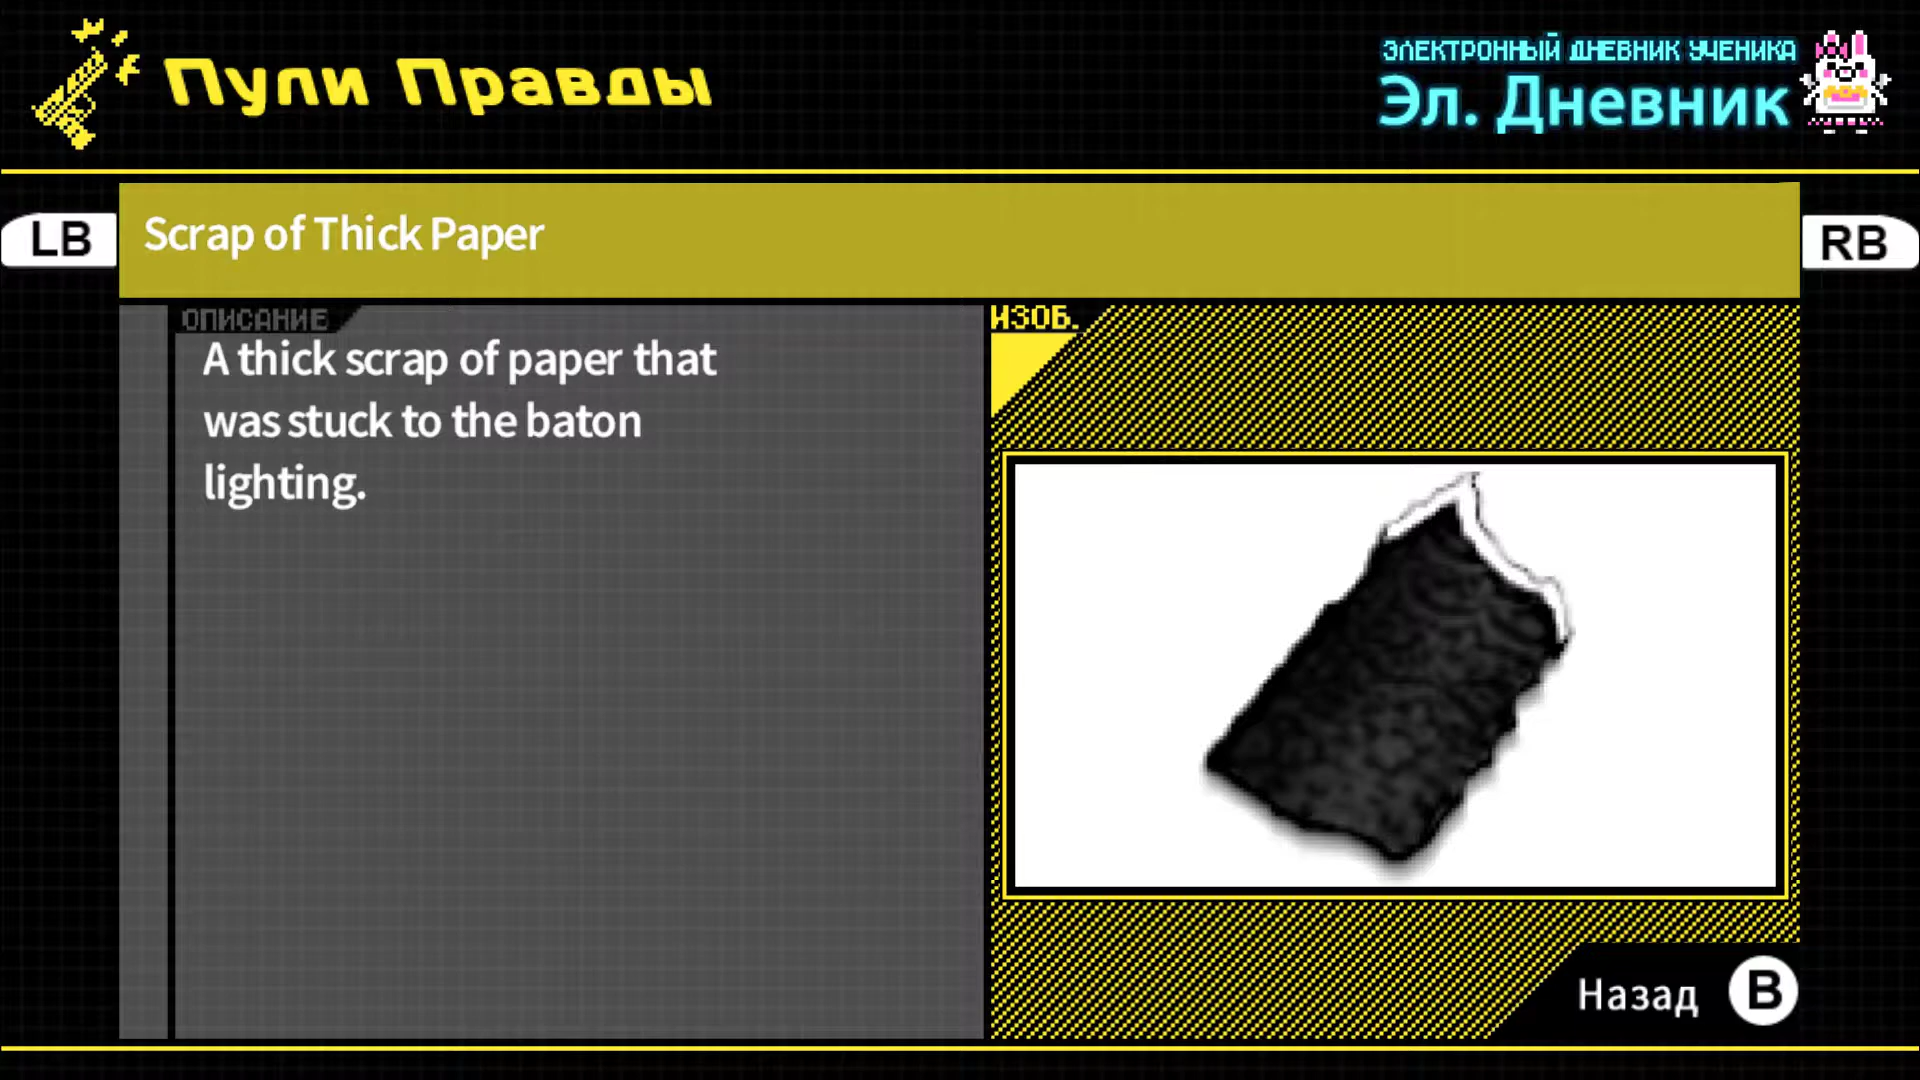 Пули Правды
ЭЛЕКТРОННЫЙ ДНЕВНИК УЧЕНИКА
Эл. Дневник
LB
Scrap of Thick Paper
RB
ОПИСАНИЕ
A thick scrap of paper that
was stuck to the baton
lighting.
ИЗОБ.
Назад B